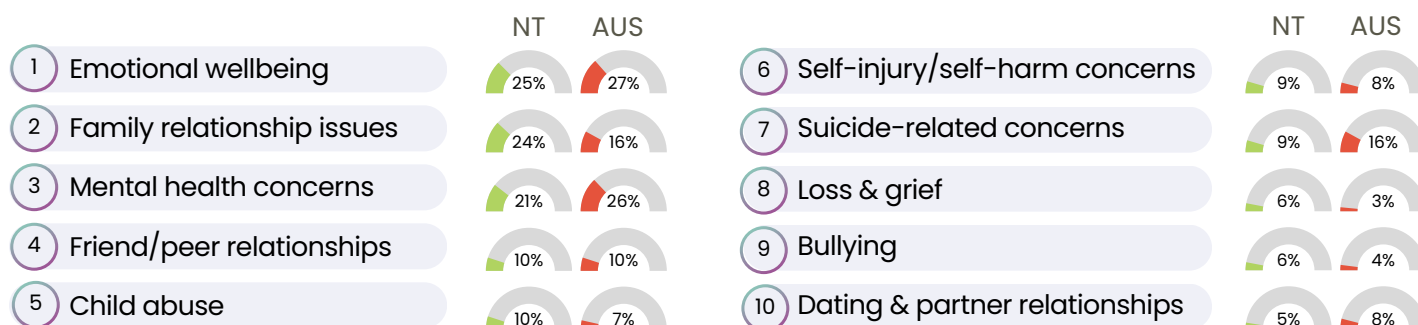 NT AUS
1 Emotional wellbeing 25% 27%
2 Family relationship issues 24% 16%
3 Mental health concerns 21% 26%
4 Friend/peer relationships 10% 10%
5 Child abuse 10% 7%
NT AUS
6 Self-injury/self-harm concerns 9% 8%
7 Suicide-related concerns 9% 16%
8 Loss & grief 6% 3%
9 Bullying 6% 4%
10 Dating & partner relationships 5% 8%